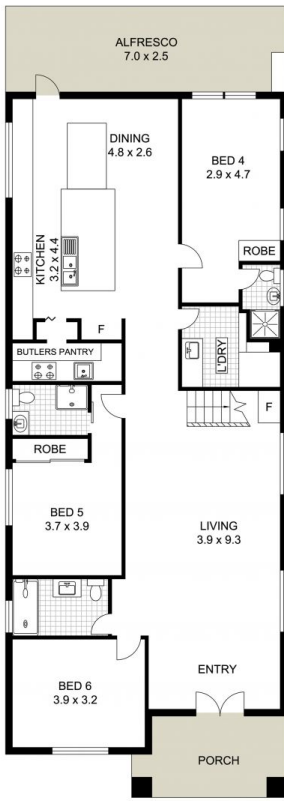 ALFRESCO
7.0 x 2.5
DINING
4.8 x 2.6
BED 4
2.9 x 4.7
KITCHEN
3.2 x 4.4
ROBE
F
BUTLERS PANTRY
L'DRY
F
ROBE
BED 5
3.7 x 3.9
LIVING
3.9 x 9.3
ENTRY
BED 6
3.9 x 3.2
PORCH